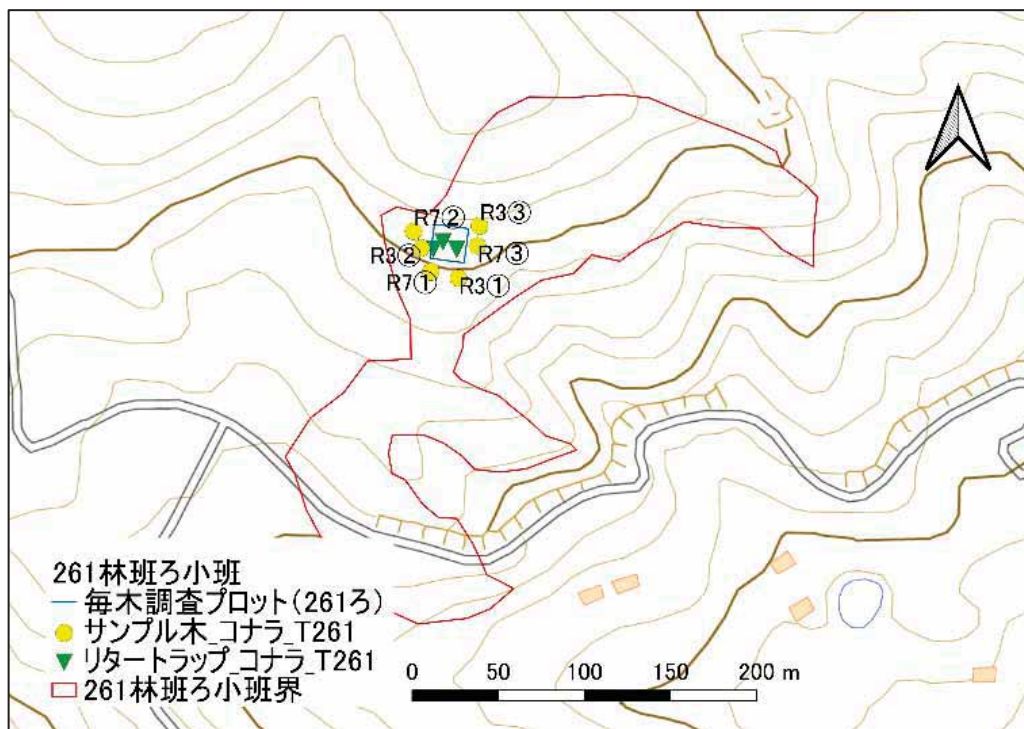 R7②
R3③
R3②
R7③
R7①
R3①
261林班ろ小班
毎木調査プロット(261ろ)
サンプル木_コナラ_T261
リタートラップ_コナラ_T261
261林班ろ小班界
0 50 100 150 200 m